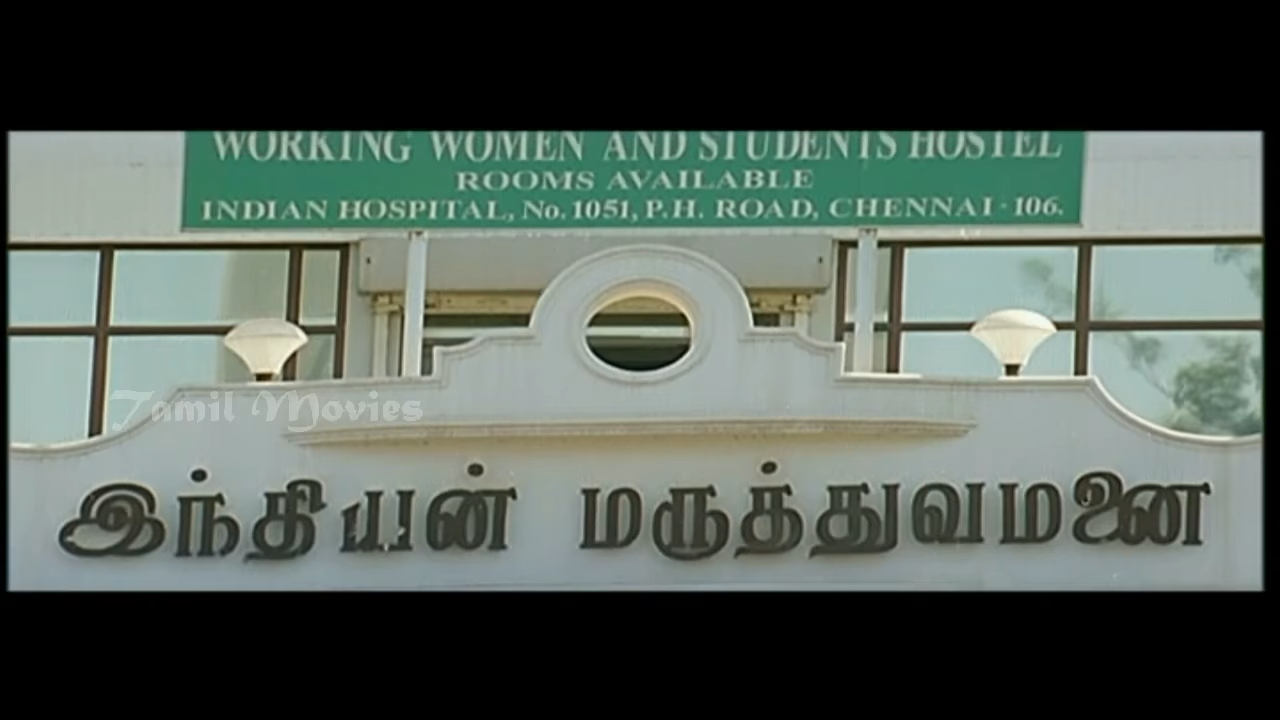 WORKING WOMEN AND STUDENTS HOSTEL
ROOMS AVAILABLE
INDIAN HOSPITAL, No. 1051, P.H. ROAD, CHENNAI - 106.
Tamil Movies
இந்தியன் மருத்துவமனை